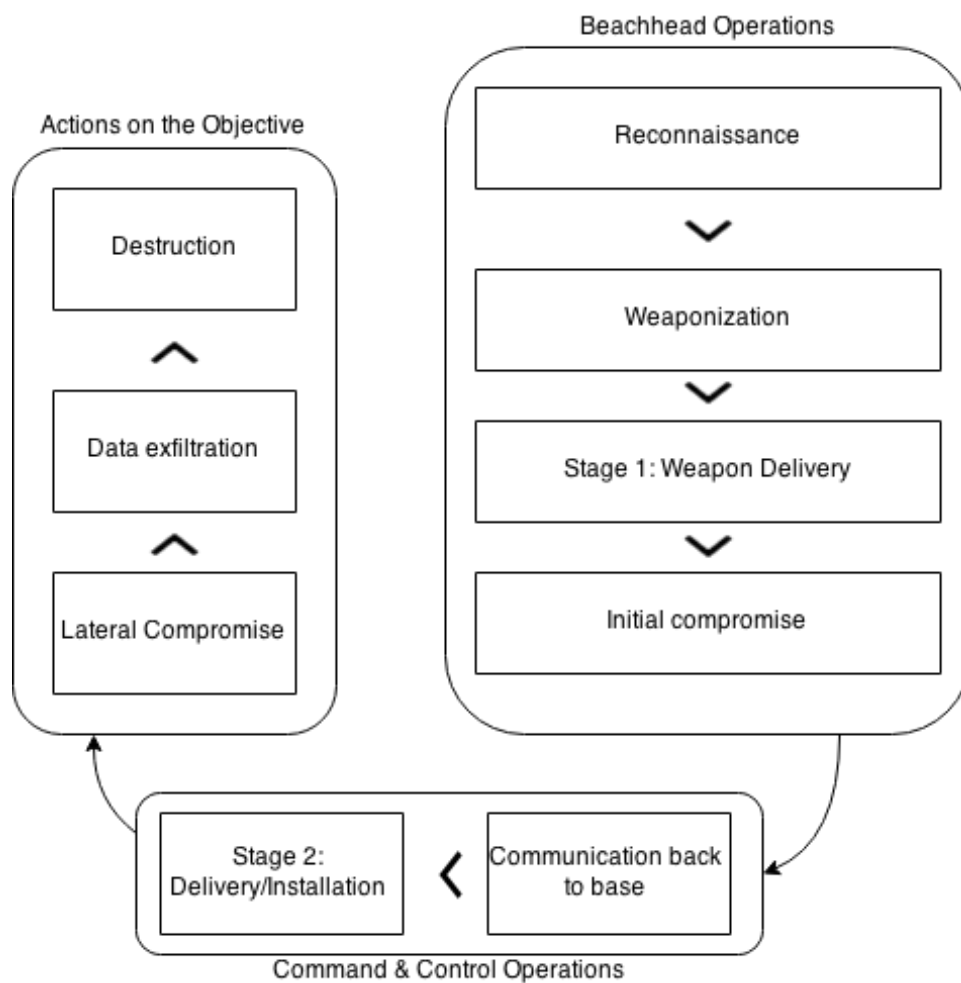 Beachhead Operations
Reconnaissance
Weaponization
Stage 1: Weapon Delivery
Initial compromise
Communication back
to base
Stage 2:
Delivery/Installation
Command & Control Operations
Actions on the Objective
Lateral Compromise
Data exfiltration
Destruction